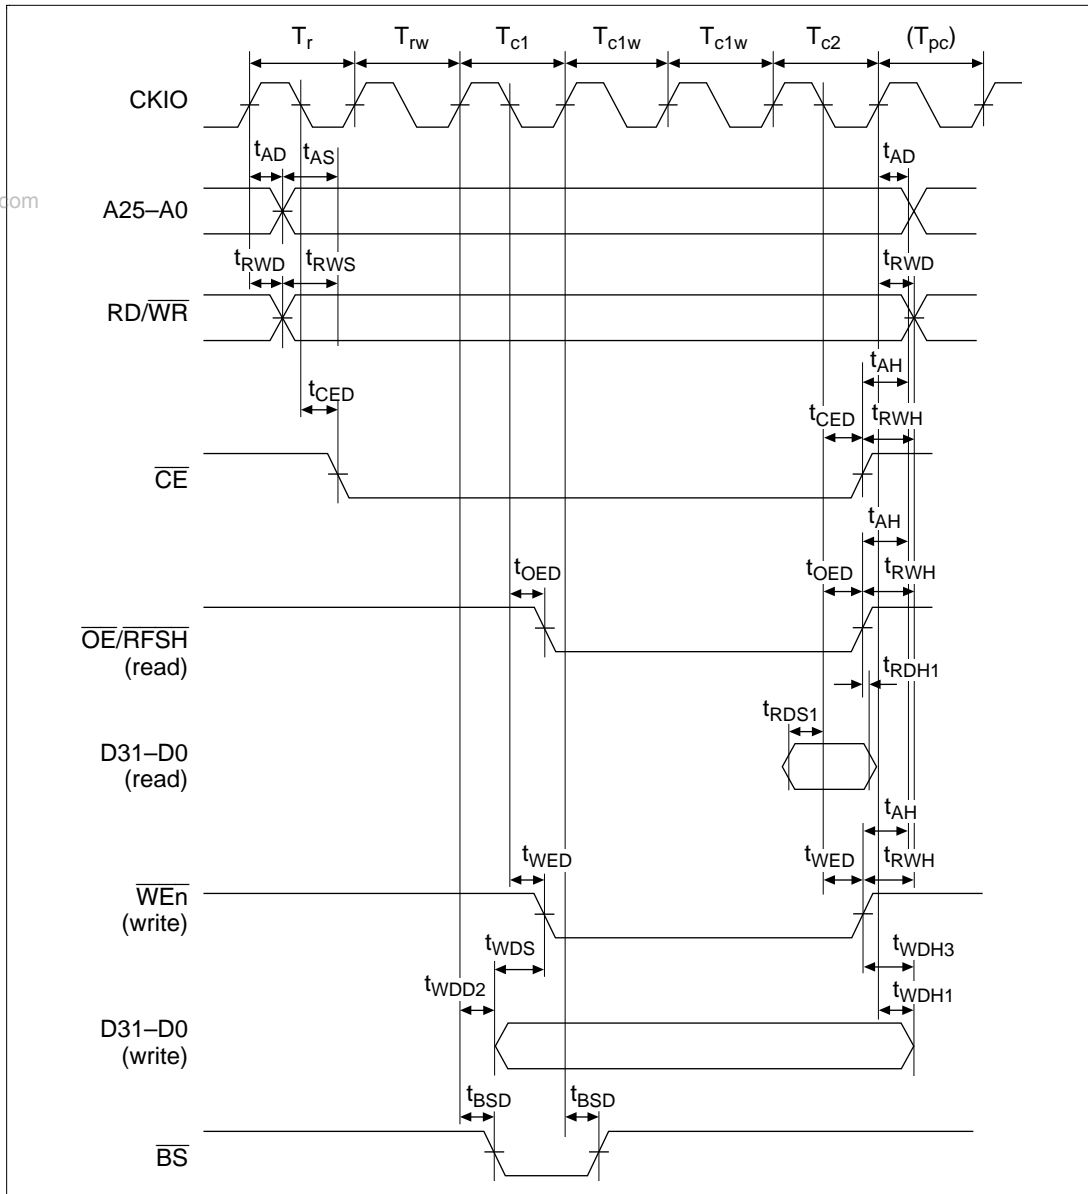 Tr Trw Tc1 Tc1w Tc1w Tc2 (Tpc)
CKIO
tAD tAS tAD
com
A25–A0
tRWD tRWS tRWD
RD/WR
tAH
tCED tCED tRWH
CE
tAH
tOED tOED tRWH
OE/RFSH
(read)
tRDH1
tRDS1
D31–D0
(read)
tAH
tWED tWED tRWH
WEn
(write)
tWDS tWDH3
tWDD2 tWDH1
D31–D0
(write)
tBSD tBSD
BS